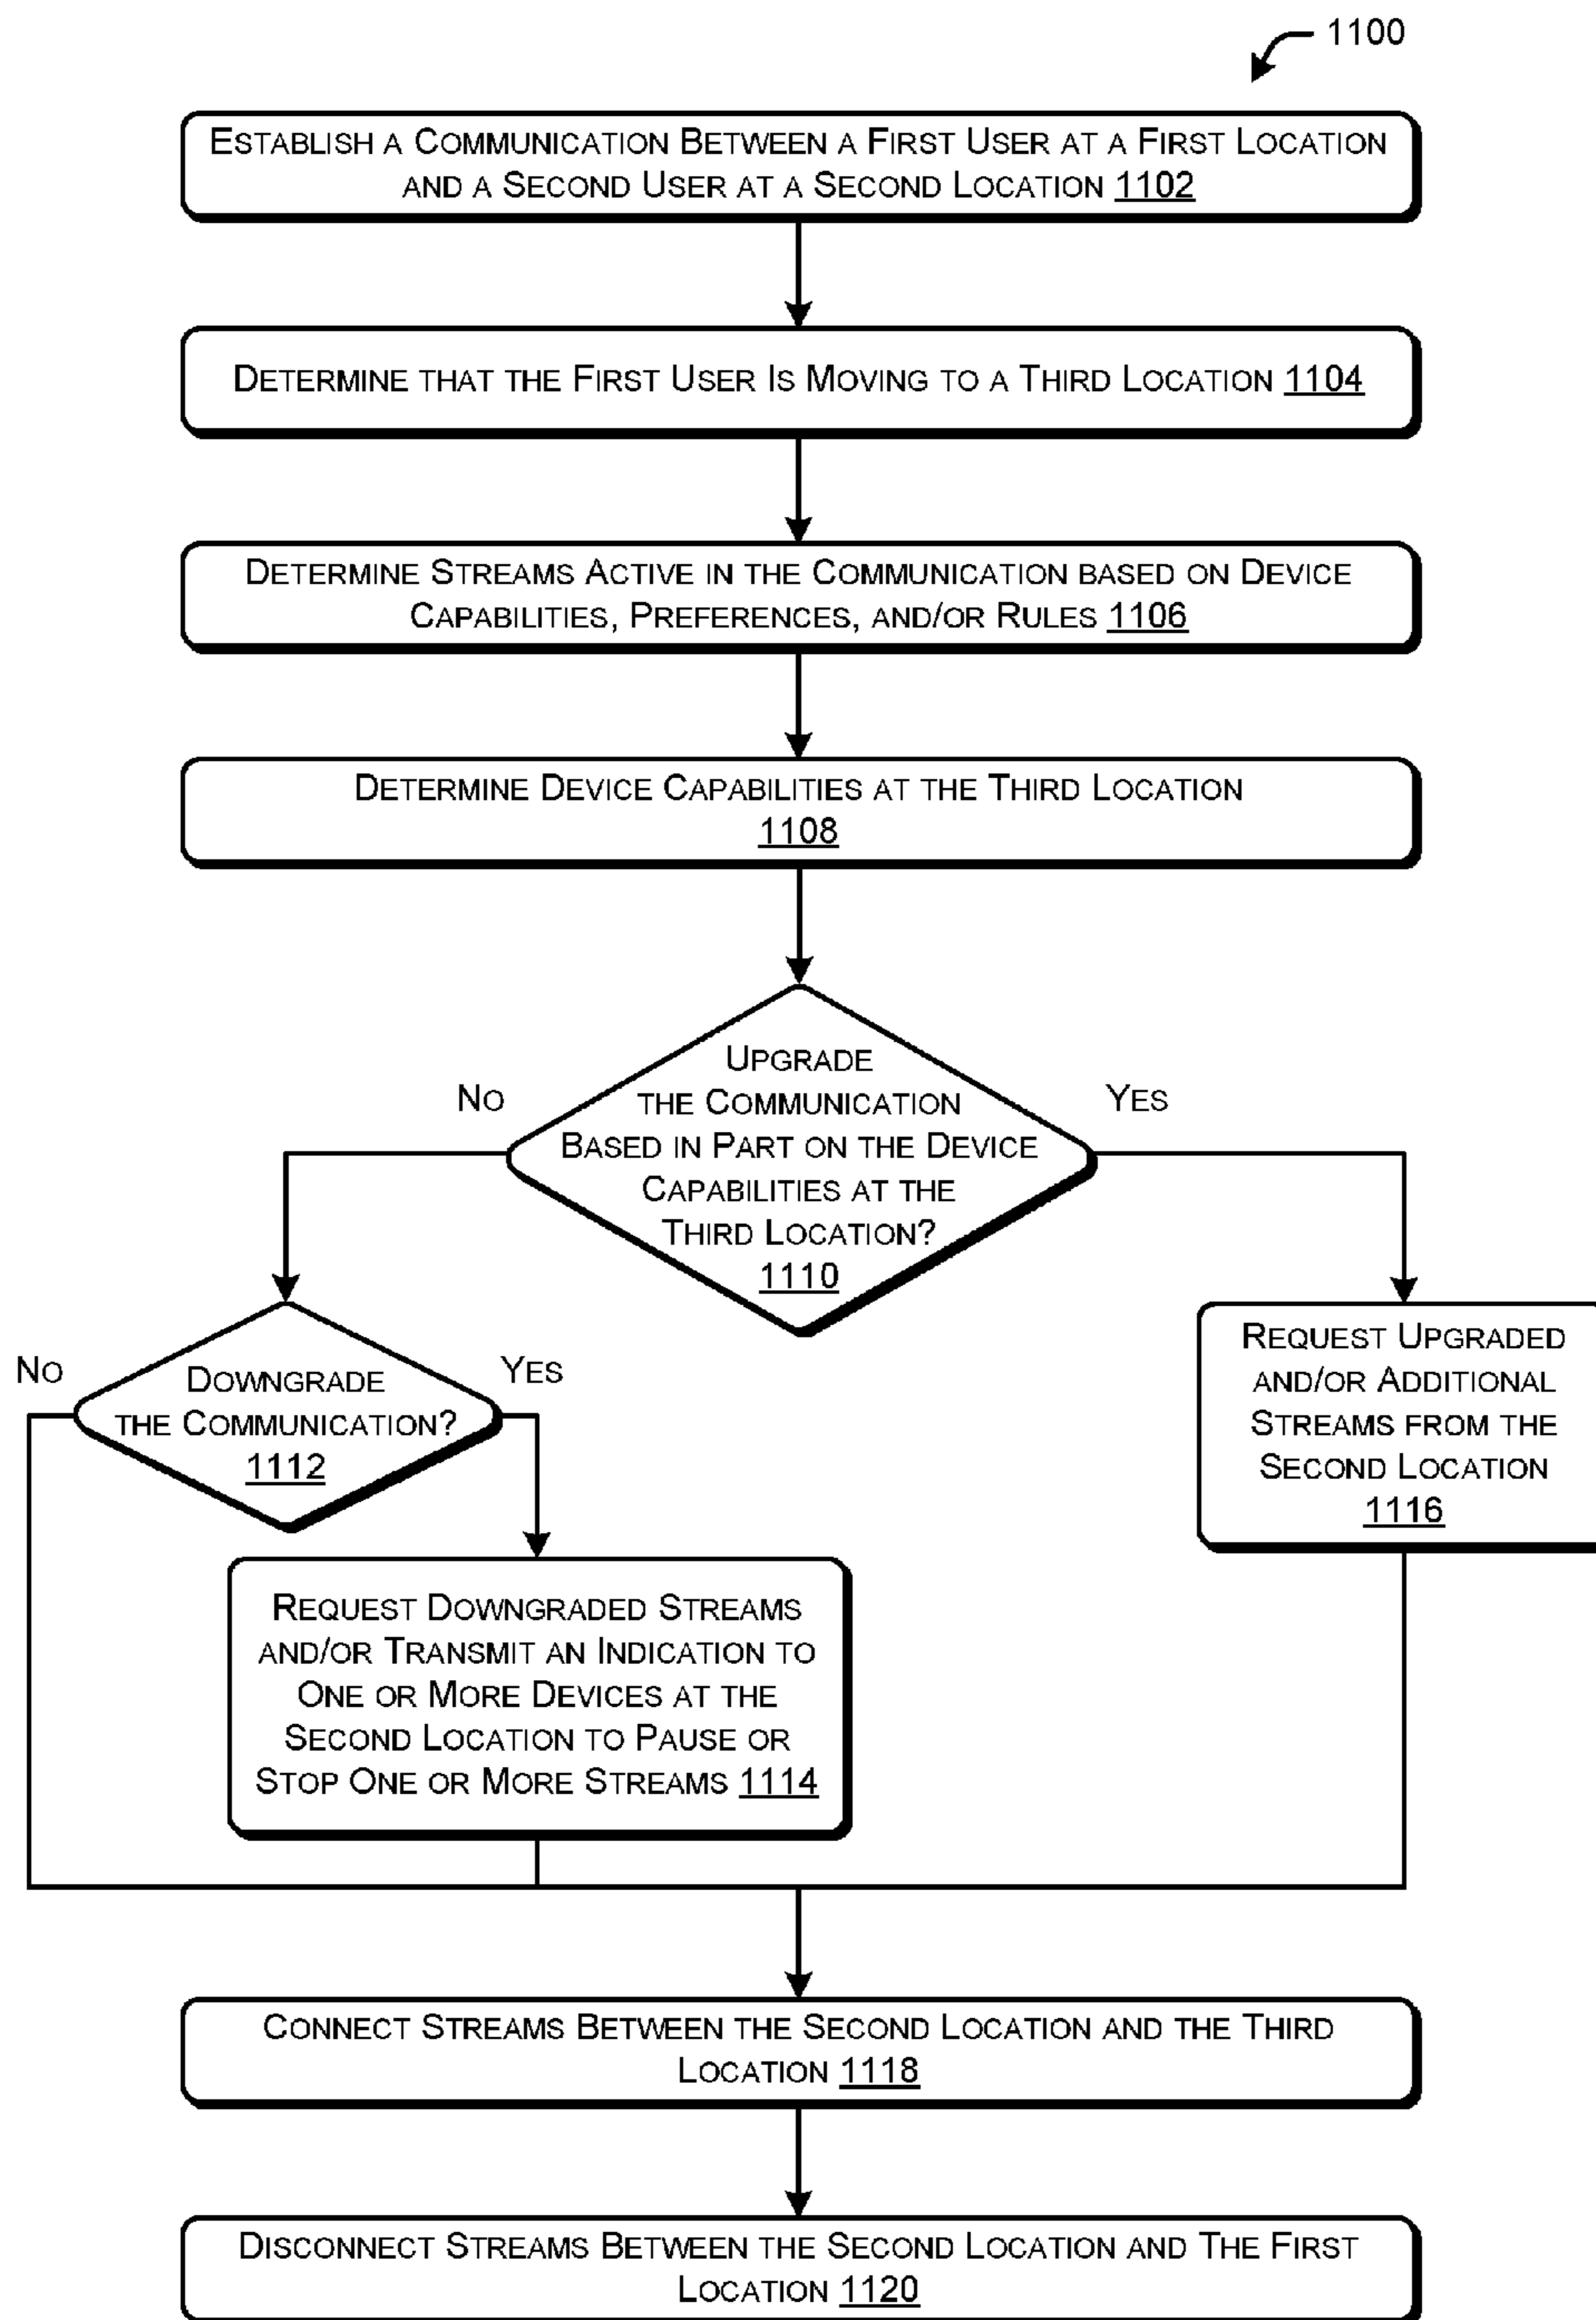 1100
ESTABLISH A COMMUNICATION BETWEEN A FIRST USER AT A FIRST LOCATION
AND A SECOND USER AT A SECOND LOCATION 1102
DETERMINE THAT THE FIRST USER IS MOVING TO A THIRD LOCATION 1104
DETERMINE STREAMS ACTIVE IN THE COMMUNICATION BASED ON DEVICE
CAPABILITIES, PREFERENCES, AND/OR RULES 1106
DETERMINE DEVICE CAPABILITIES AT THE THIRD LOCATION
1108
UPGRADE
THE COMMUNICATION
BASED IN PART ON THE DEVICE
CAPABILITIES AT THE
THIRD LOCATION?
1110
NO
YES
DOWNGRADE
THE COMMUNICATION?
1112
NO
YES
REQUEST DOWNGRADED STREAMS
AND/OR TRANSMIT AN INDICATION TO
ONE OR MORE DEVICES AT THE
SECOND LOCATION TO PAUSE OR
STOP ONE OR MORE STREAMS 1114
REQUEST UPGRADED
AND/OR ADDITIONAL
STREAMS FROM THE
SECOND LOCATION
1116
CONNECT STREAMS BETWEEN THE SECOND LOCATION AND THE THIRD
LOCATION 1118
DISCONNECT STREAMS BETWEEN THE SECOND LOCATION AND THE FIRST
LOCATION 1120